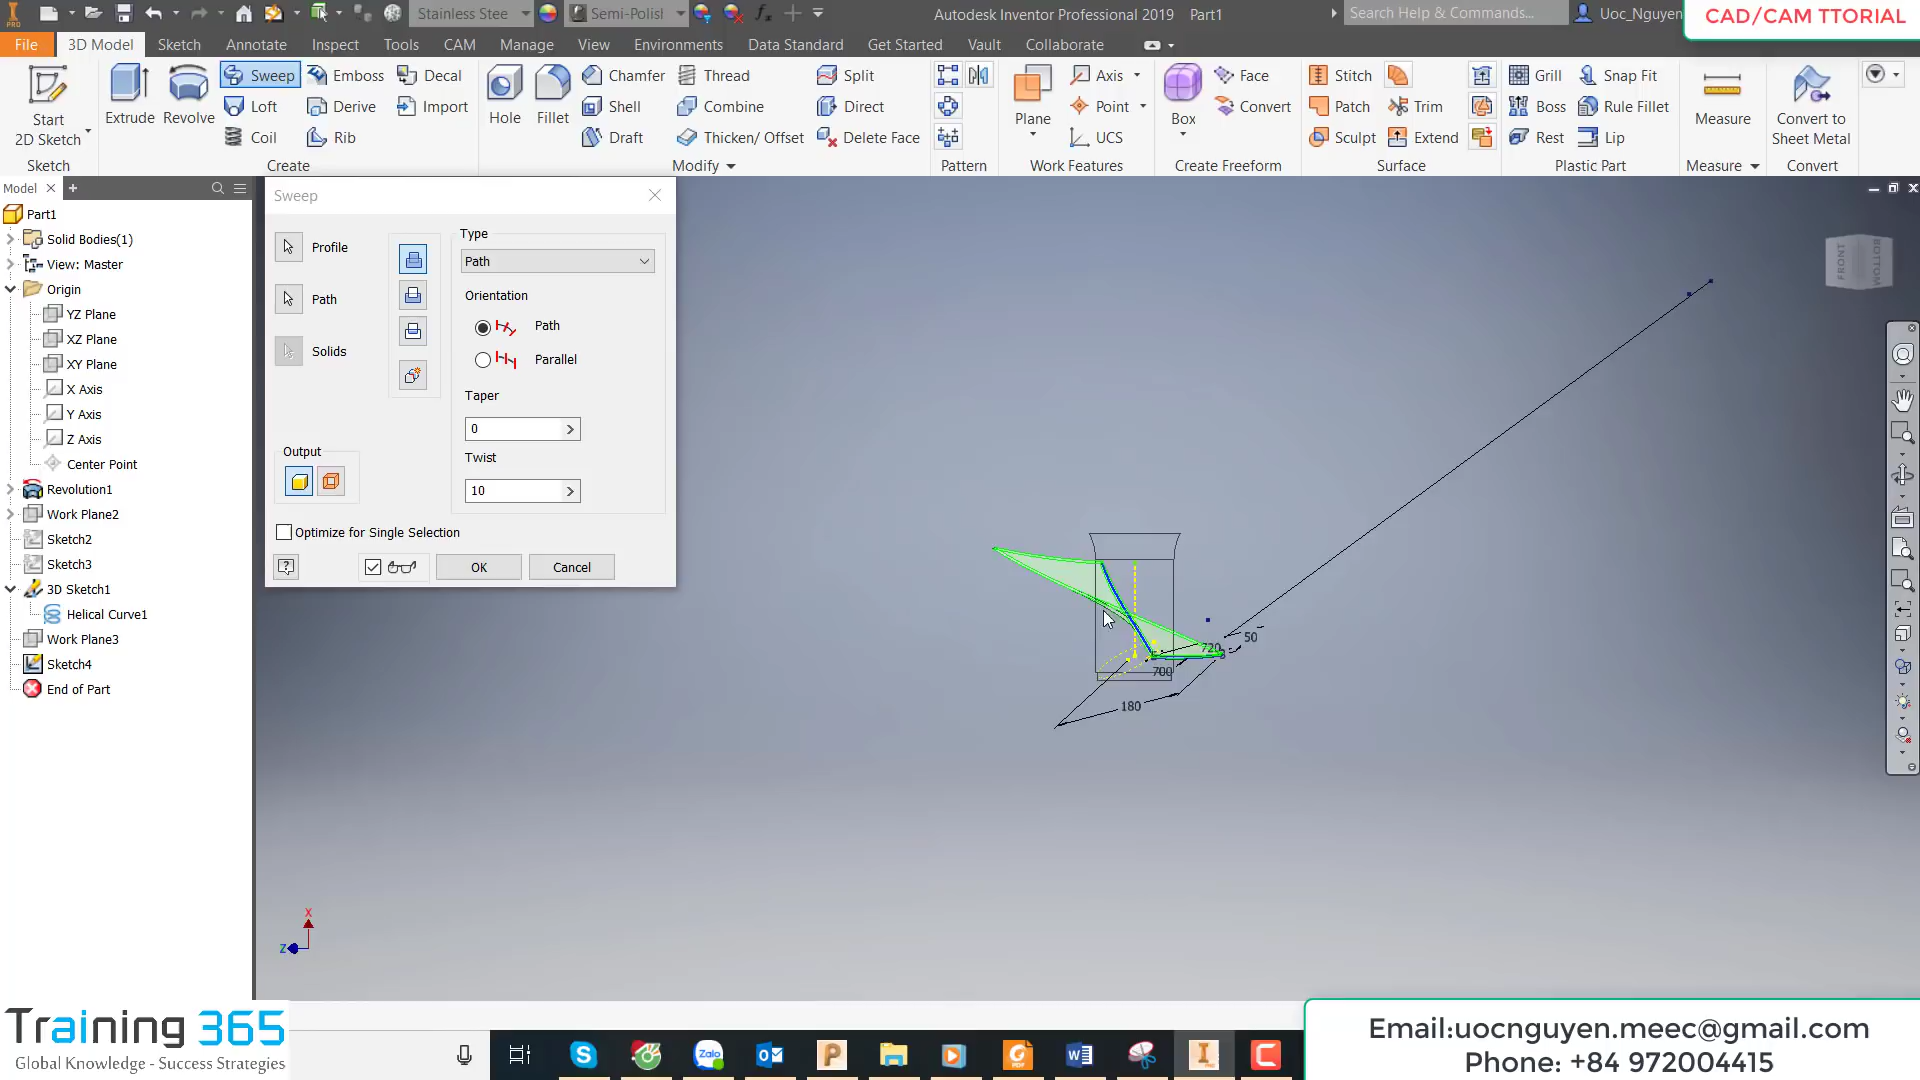 Stainless Stee
Semi-Polisl
Autodesk Inventor Professional 2019 Part1
Search Help & Commands...
Uoc_Nguyen
CAD/CAM TTORIAL
File
3D Model
Sketch
Annotate
Inspect
Tools
CAM
Manage
View
Environments
Data Standard
Get Started
Vault
Collaborate
Start
2D Sketch
Sketch
Extrude
Revolve
Sweep
Loft
Coil
Emboss
Derive
Rib
Decal
Import
Create
Hole
Fillet
Chamfer
Shell
Draft
Thread
Combine
Thicken/ Offset
Split
Direct
Delete Face
Modify
Pattern
Plane
Axis
Point
UCS
Work Features
Box
Face
Convert
Create Freeform
Stitch
Patch
Sculpt
Trim
Extend
Surface
Grill
Boss
Rest
Snap Fit
Rule Fillet
Lip
Plastic Part
Measure
Measure
Convert to
Sheet Metal
Convert
Model
Part1
Solid Bodies(1)
View: Master
Origin
YZ Plane
XZ Plane
XY Plane
X Axis
Y Axis
Z Axis
Center Point
Revolution1
Work Plane2
Sketch2
Sketch3
3D Sketch1
Helical Curve1
Work Plane3
Sketch4
End of Part
Sweep
Profile
Path
Solids
Output
Type
Path
Orientation
Path
Parallel
Taper
0
Twist
10
Optimize for Single Selection
OK
Cancel
FRONT
BOTTOM
50
720
700
180
X
Z
Training 365
Global Knowledge - Success Strategies
Email:uocnguyen.meec@gmail.com
Phone: +84 972004415